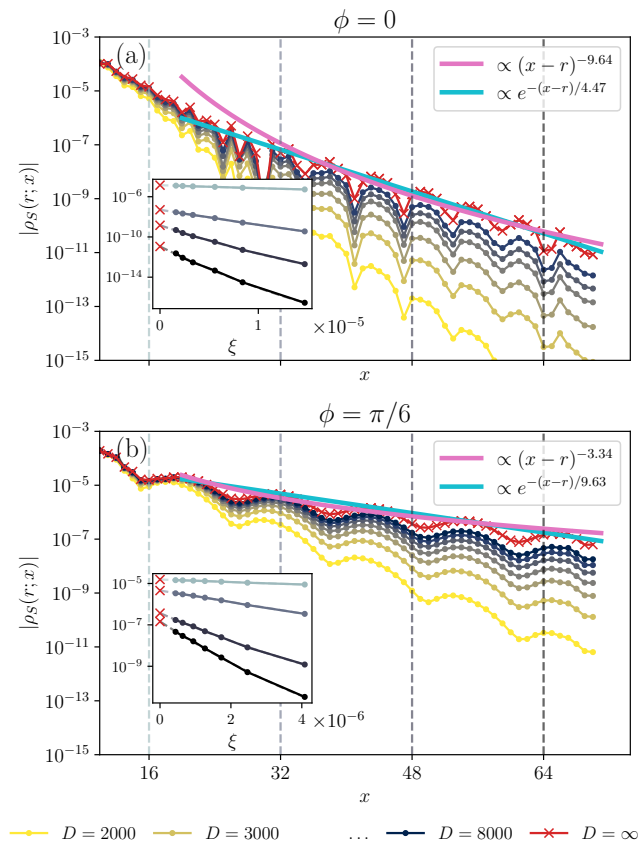 ϕ = 0
(a)
10⁻³
10⁻⁵
10⁻⁷
10⁻⁹
10⁻¹¹
10⁻¹³
10⁻¹⁵
|ρ_S(r; x)|
∝ (x − r)^−9.64
∝ e^−(x−r)/4.47
10⁻⁶
10⁻¹⁰
10⁻¹⁴
0 1 ×10⁻⁵
ξ
x
ϕ = π/6
(b)
10⁻³
10⁻⁵
10⁻⁷
10⁻⁹
10⁻¹¹
10⁻¹³
10⁻¹⁵
|ρ_S(r; x)|
∝ (x − r)^−3.34
∝ e^−(x−r)/9.63
10⁻⁵
10⁻⁷
10⁻⁹
0 2 4 ×10⁻⁶
ξ
16 32 48 64
x
D = 2000 D = 3000 ... D = 8000 D = ∞